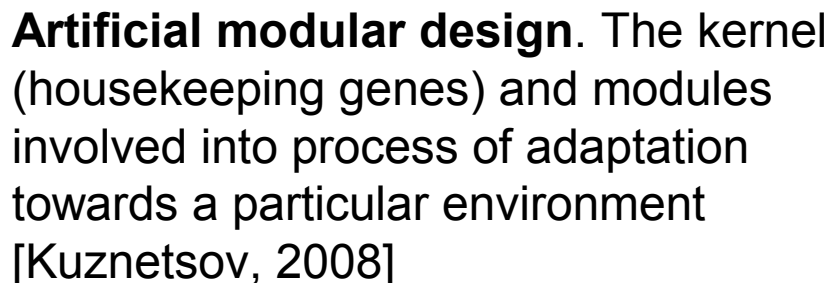 Artificial modular design. The kernel
(housekeeping genes) and modules
involved into process of adaptation
towards a particular environment
[Kuznetsov, 2008]